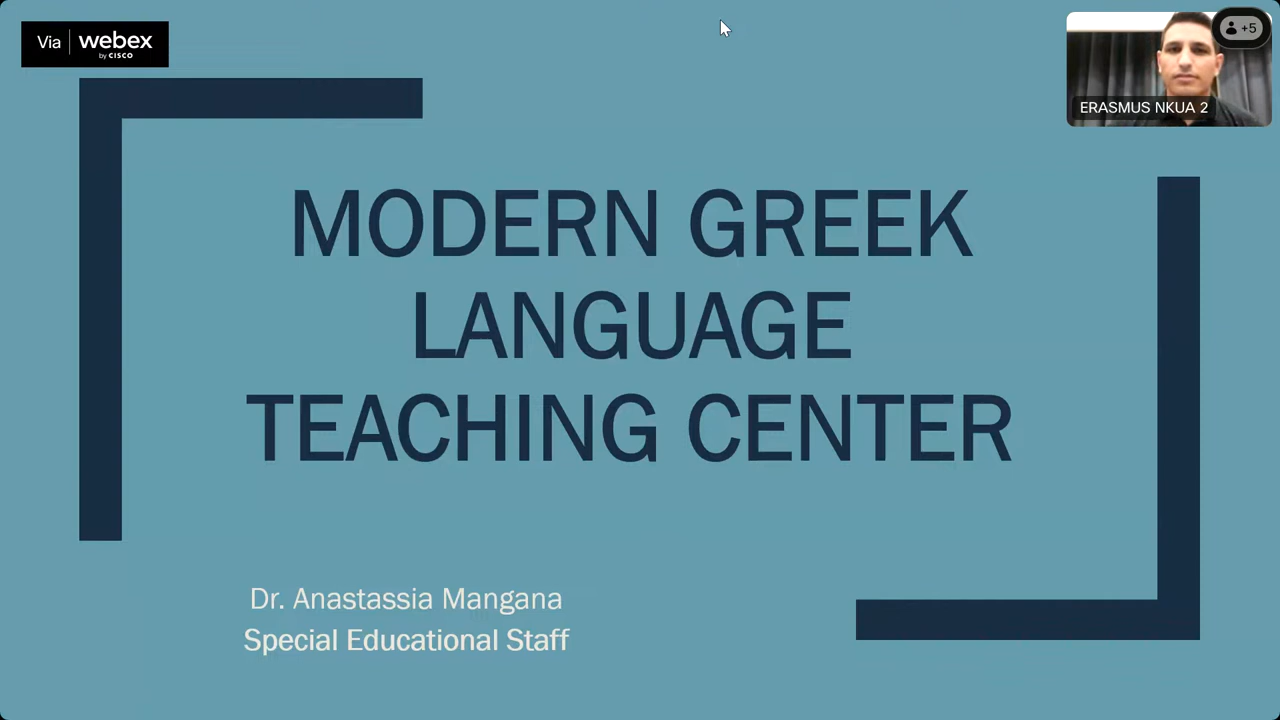 Via webex
by CISCO
+5
ERASMUS NKUA 2
MODERN GREEK
LANGUAGE
TEACHING CENTER
Dr. Anastassia Mangana
Special Educational Staff